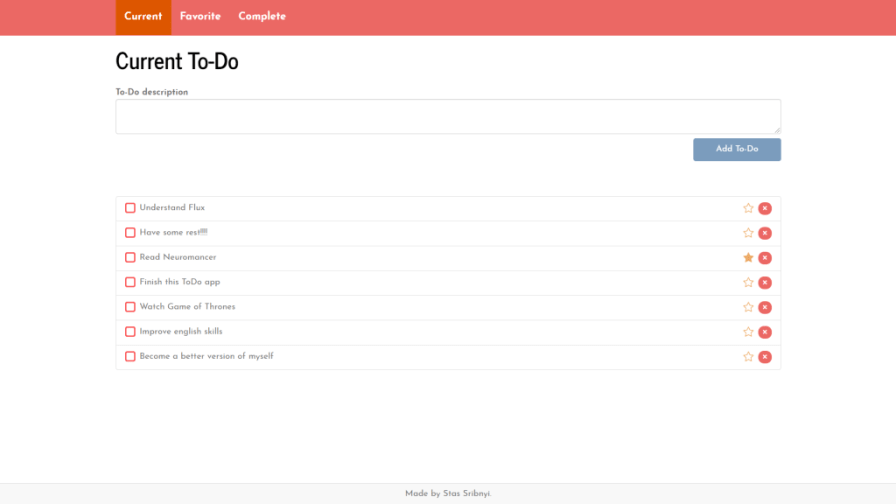 Current Favorite Complete
Current To-Do
To-Do description
Add To-Do
Understand Flux
Have some rest!!!
Read Neuromancer
Finish this ToDo app
Watch Game of Thrones
Improve english skills
Become a better version of myself
Made by Stas Sribnyi